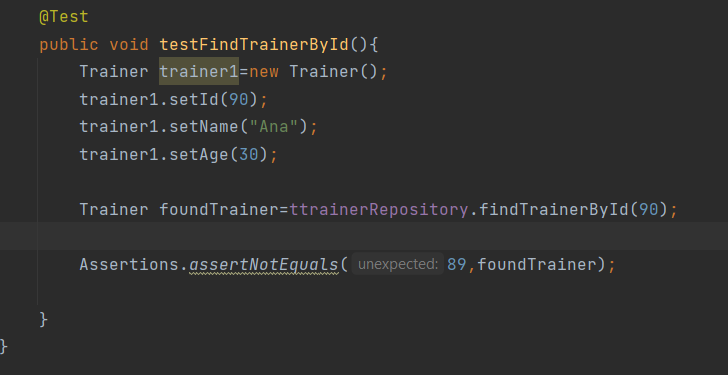 @Test
public void testFindTrainerById(){
Trainer trainer1=new Trainer();
trainer1.setId(90);
trainer1.setName("Ana");
trainer1.setAge(30);
Trainer foundTrainer=ttrainerRepository.findTrainerById(90);
Assertions.assertNotEquals( unexpected: 89,foundTrainer);
}
}